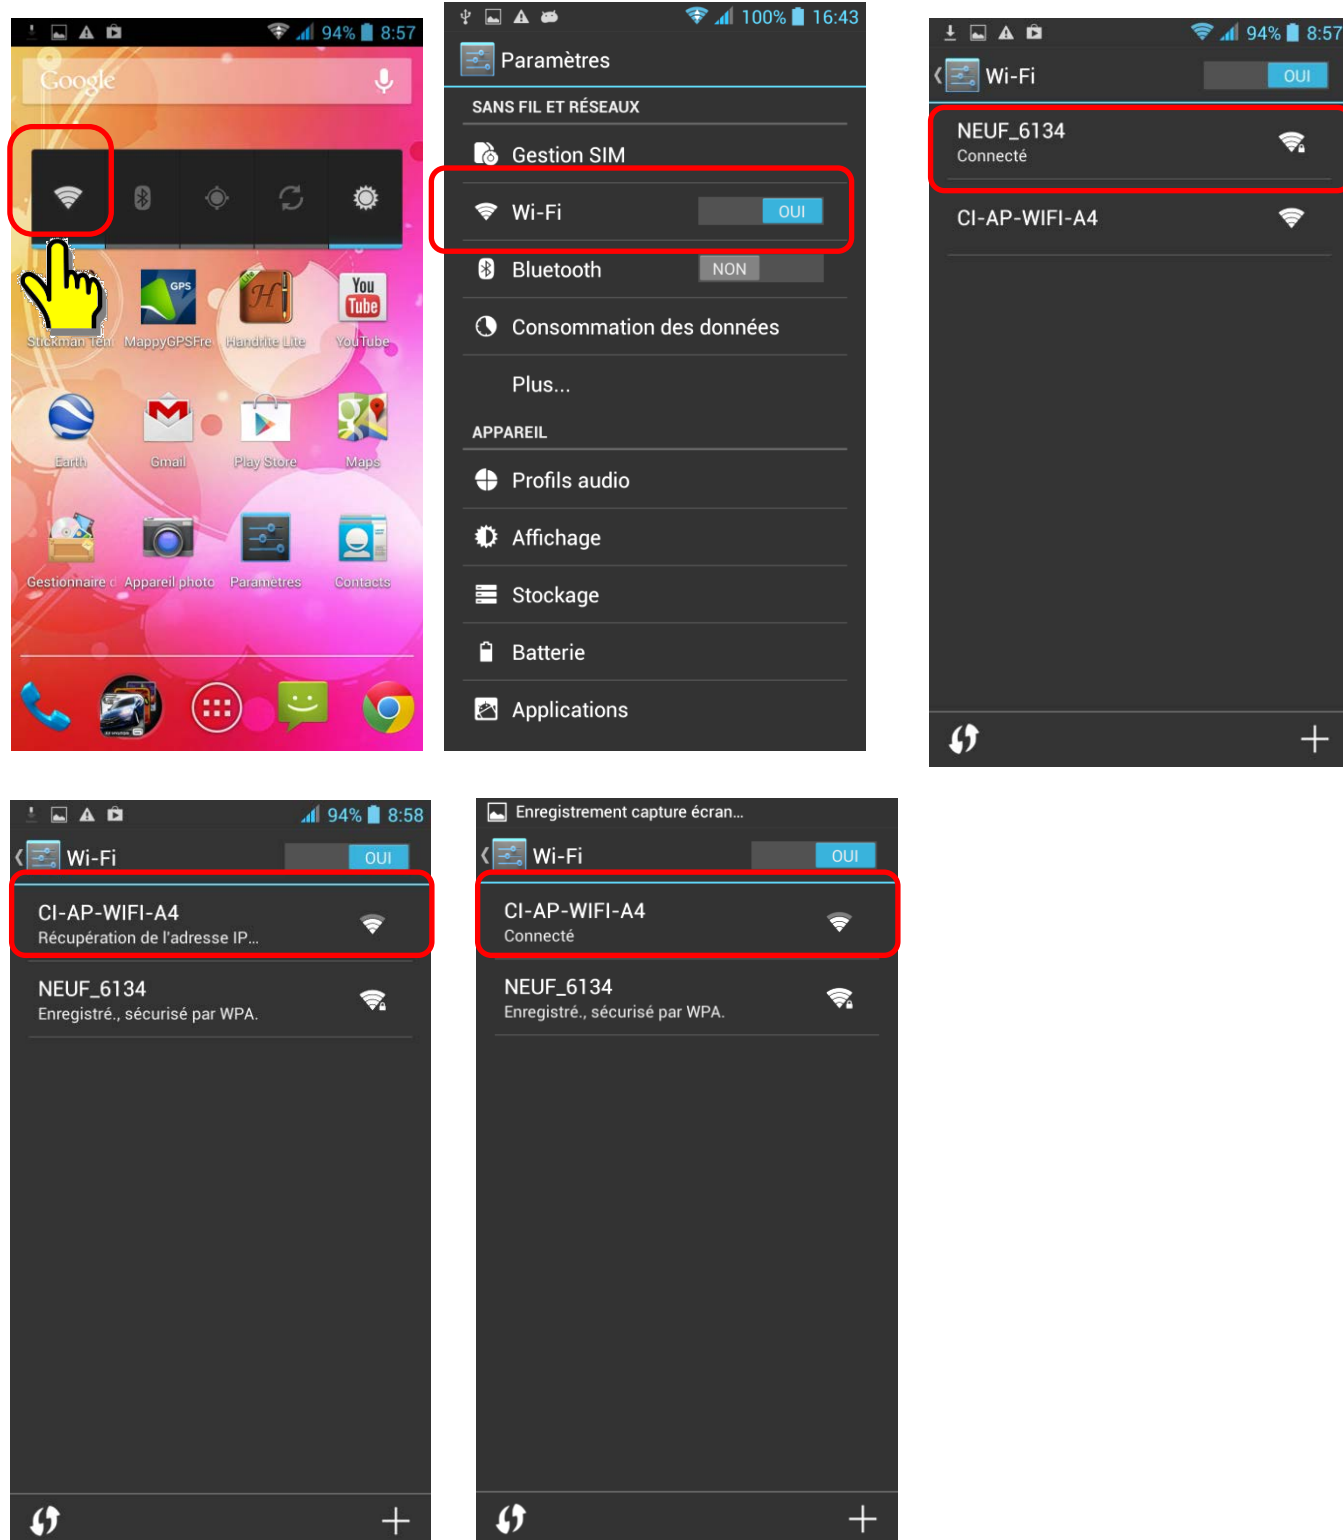 94% 8:57
Google
GPS
You
Tube
Stickman Ten
MappyGPSFre
Handrite Lite
YouTube
Earth
Gmail
Play Store
Maps
Gestionnaire d
Appareil photo
Paramètres
Contacts
100% 16:43
Paramètres
SANS FIL ET RÉSEAUX
Gestion SIM
Wi-Fi
OUI
Bluetooth
NON
Consommation des données
Plus...
APPAREIL
Profils audio
Affichage
Stockage
Batterie
Applications
94% 8:57
Wi-Fi
OUI
NEUF_6134
Connecté
CI-AP-WIFI-A4
94% 8:58
Wi-Fi
OUI
CI-AP-WIFI-A4
Récupération de l'adresse IP...
NEUF_6134
Enregistré., sécurisé par WPA.
Enregistrement capture écran...
Wi-Fi
OUI
CI-AP-WIFI-A4
Connecté
NEUF_6134
Enregistré., sécurisé par WPA.